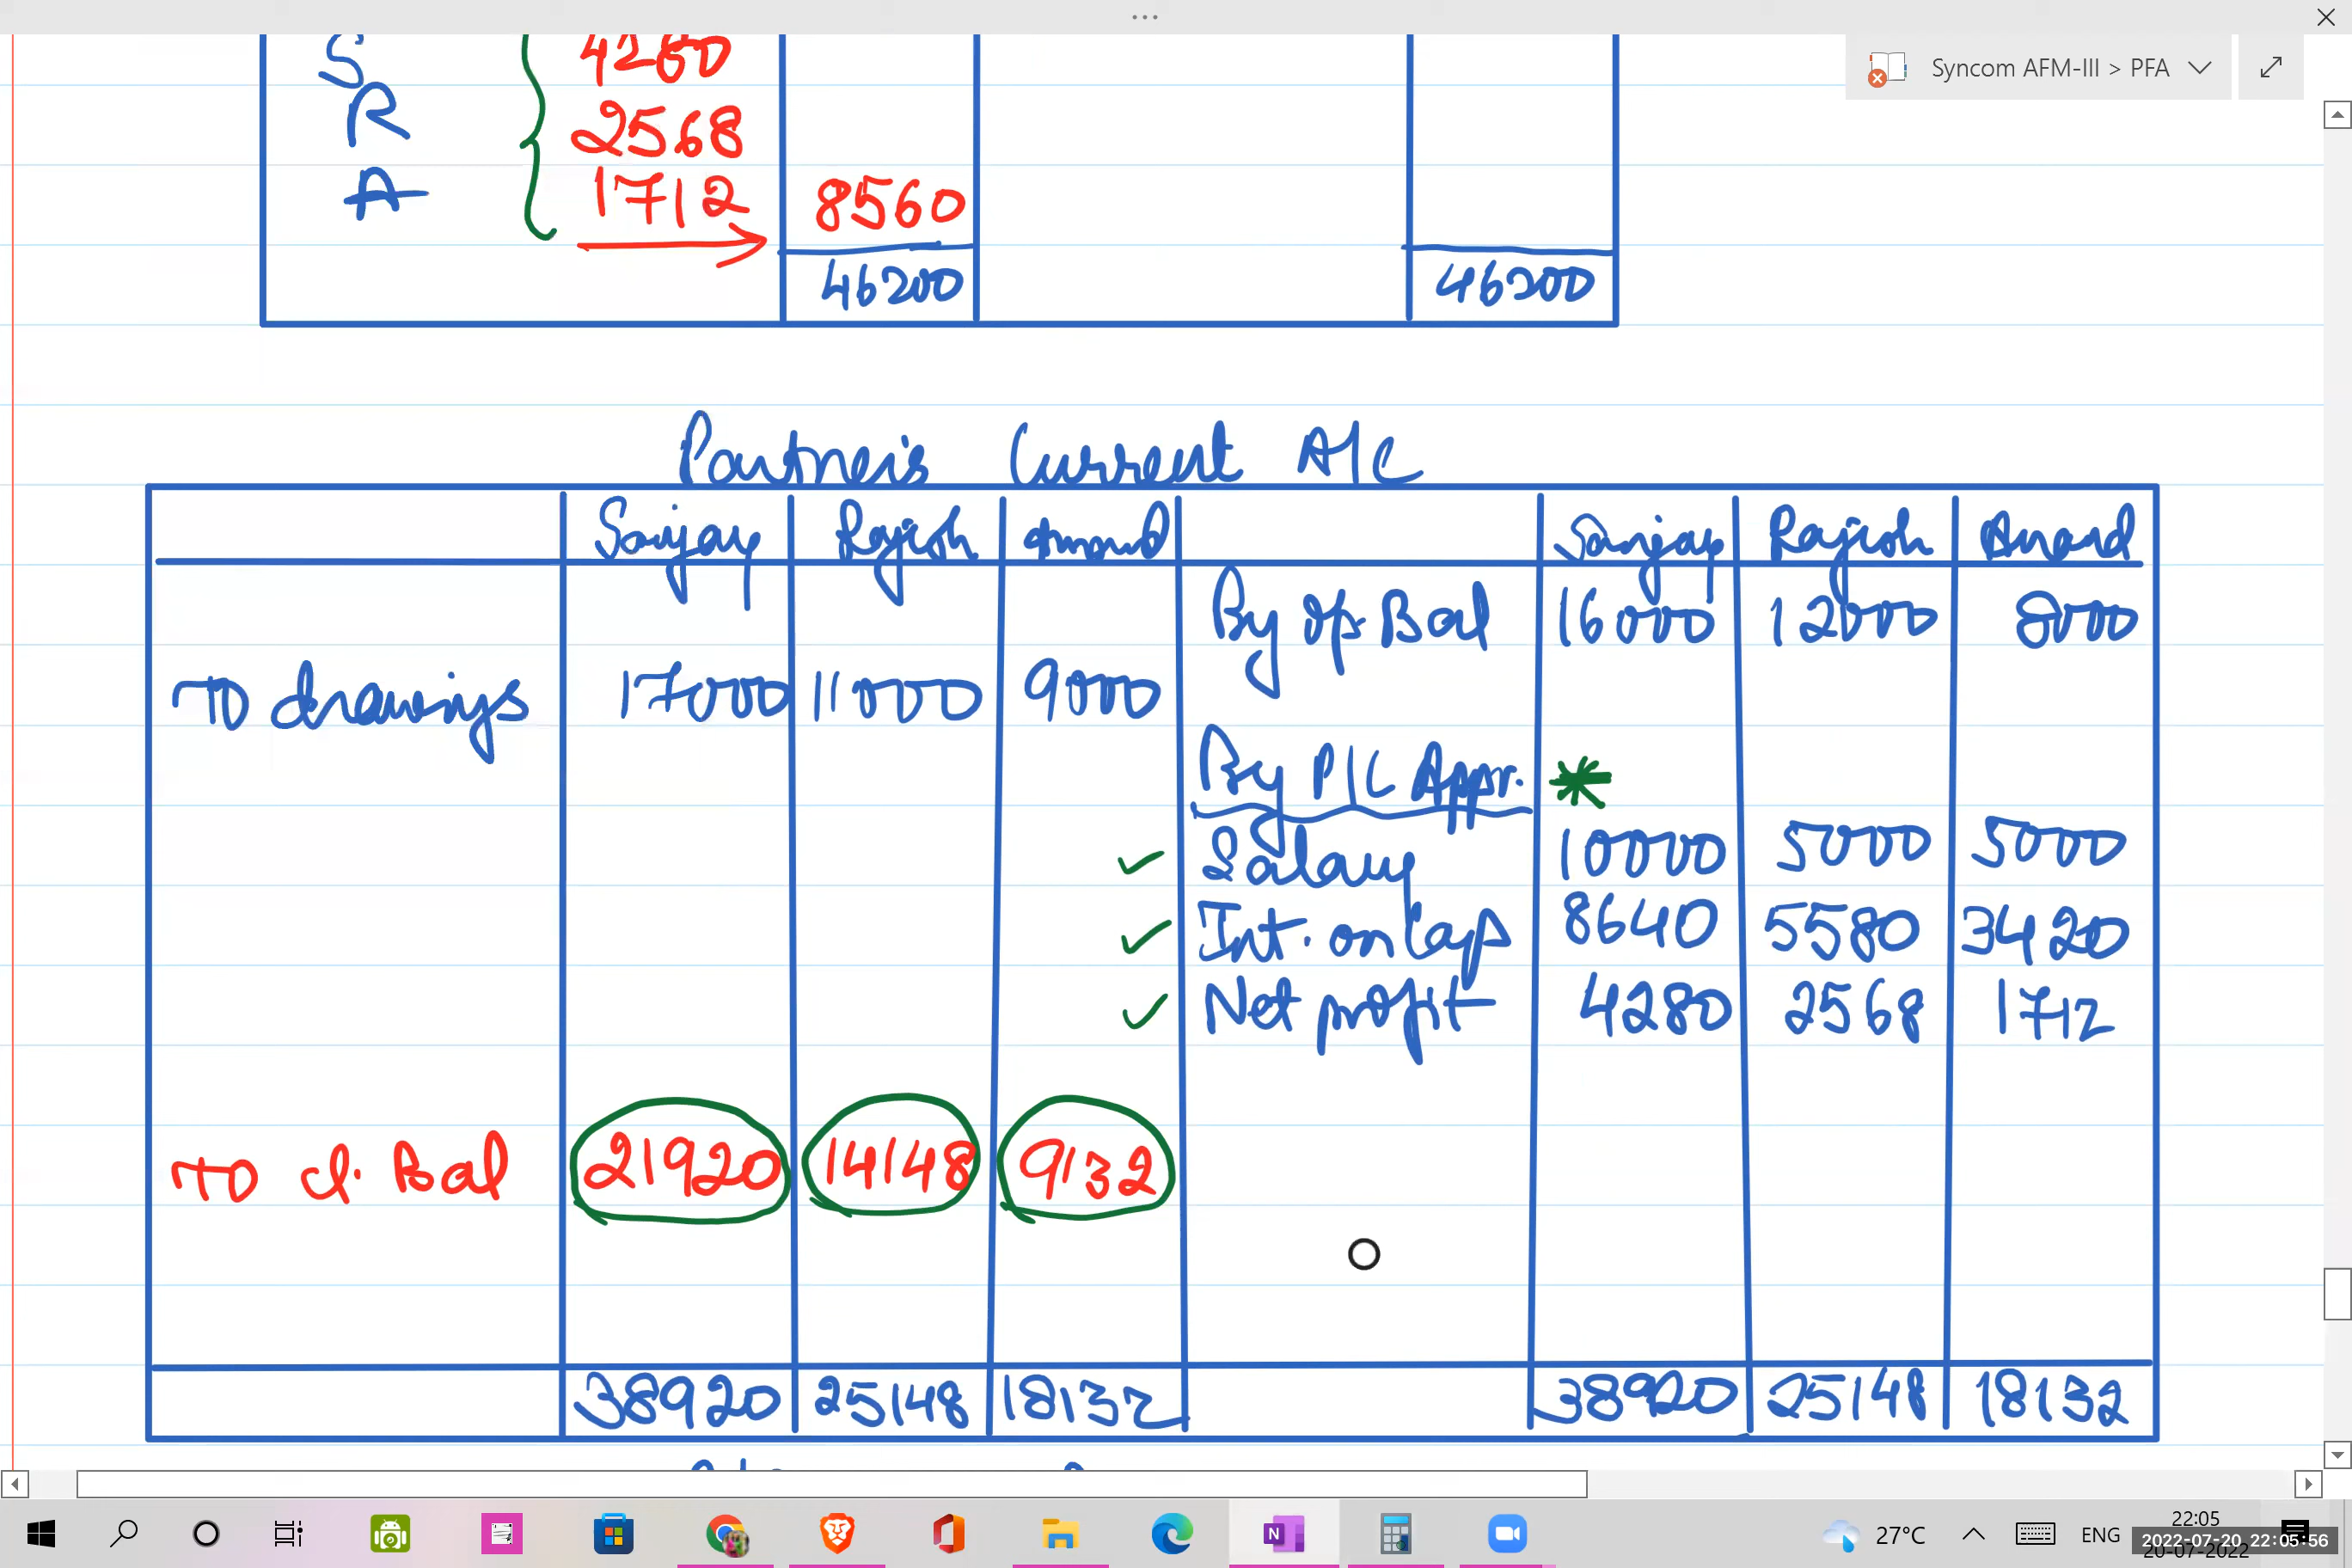 Syncom AFM-III > PFA
S 4280
R 2568
A 1712 8560
46200 46200
Partner's Current A/C
Sanjay Rajesh Anand Sanjay Rajesh Anand
By Op. Bal 16000 12000 8000
To drawings 17000 11000 9000
By P/L Appr. *
✓ Salary 10000 5000 5000
✓ Int. on Cap 8640 5580 3420
✓ Net profit 4280 2568 1712
To cl. Bal 21920 14148 9132
38920 25148 18132 38920 25148 18132
27°C ENG 22:05
2022-07-20, 22:05:56
20-07-2022